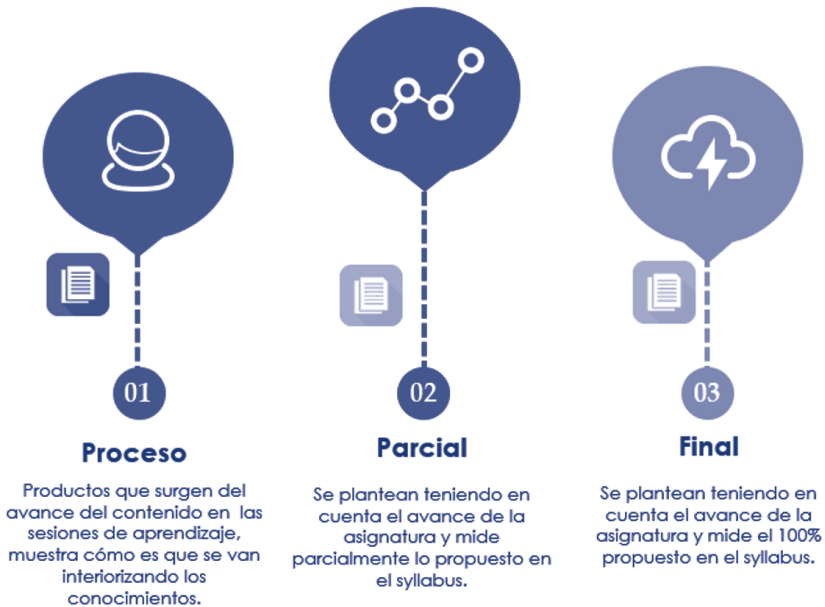 01
Proceso
Productos que surgen del
avance del contenido en las
sesiones de aprendizaje,
muestra cómo es que se van
interiorizando los
conocimientos.
02
Parcial
Se plantean teniendo en
cuenta el avance de la
asignatura y mide
parcialmente lo propuesto en
el syllabus.
03
Final
Se plantean teniendo en
cuenta el avance de la
asignatura y mide el 100%
propuesto en el syllabus.